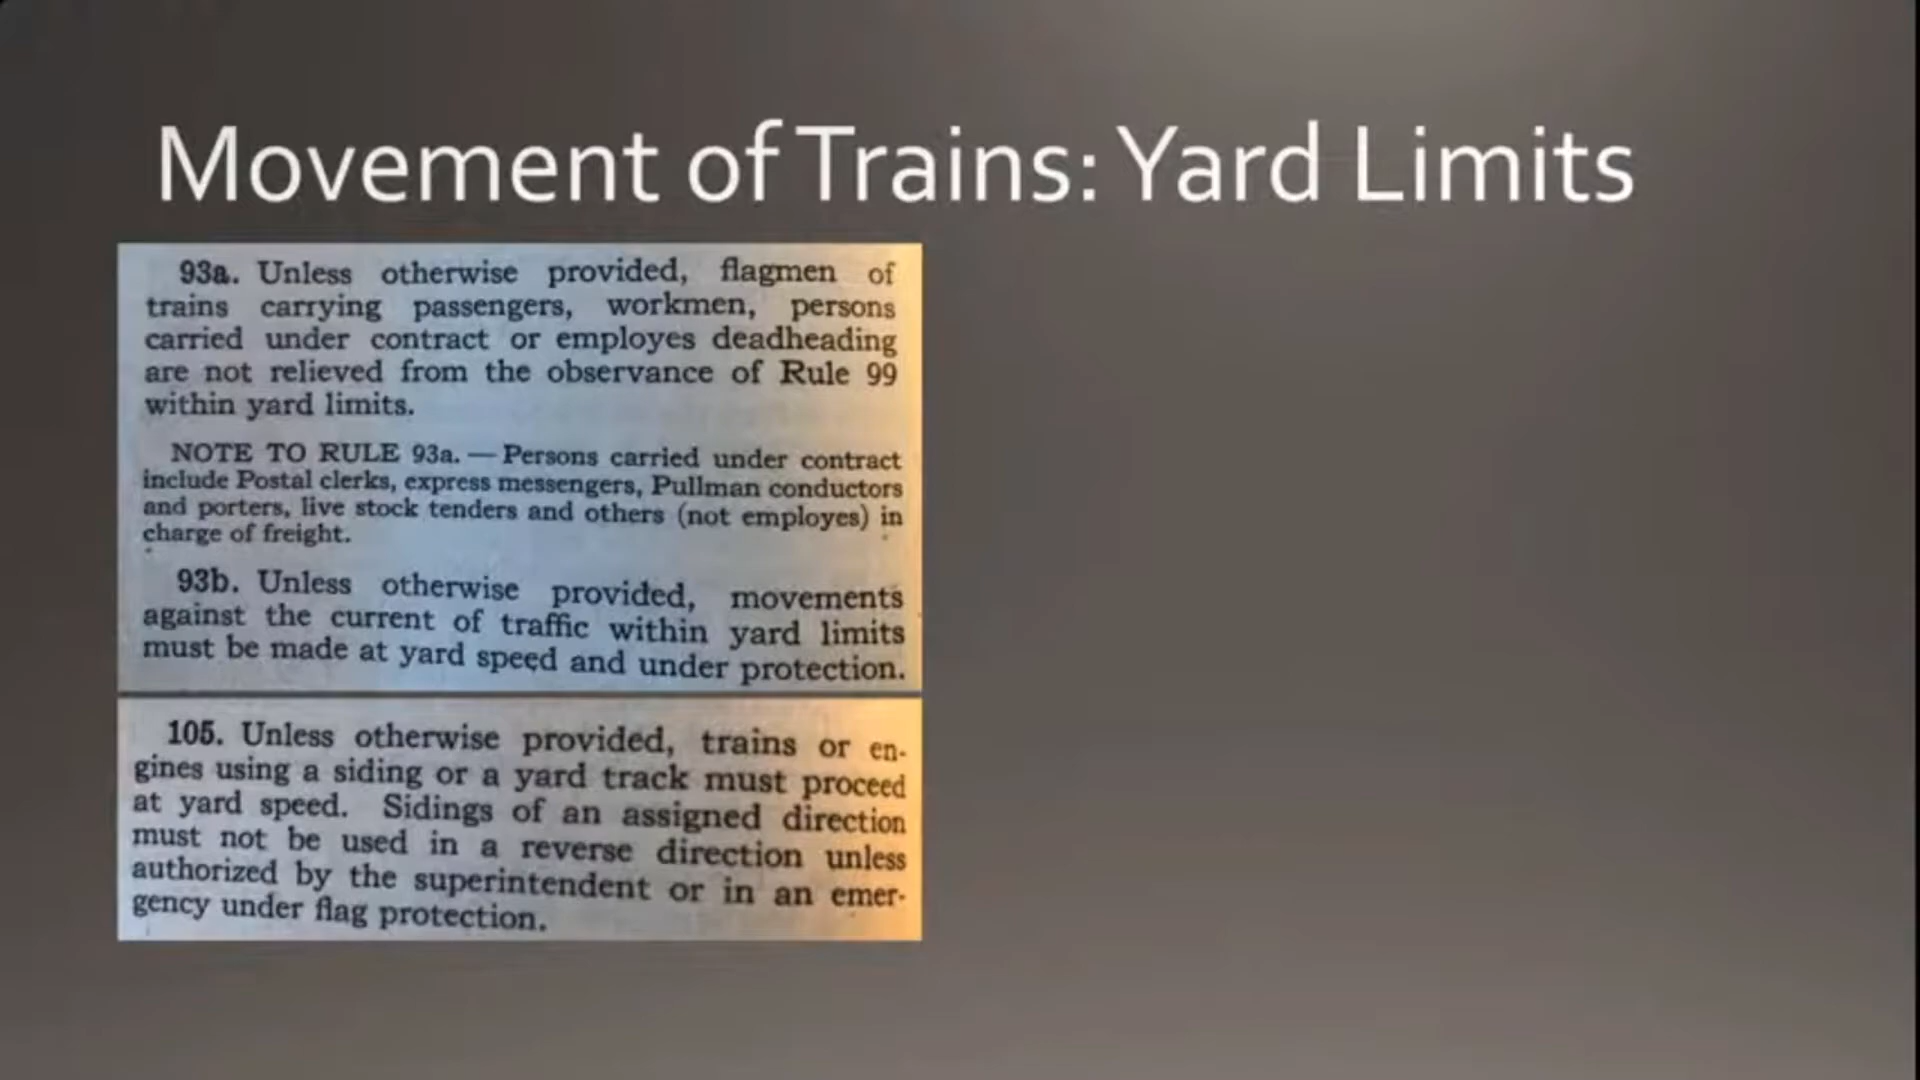 Movement of Trains: Yard Limits
93a. Unless otherwise provided, flagmen of
trains carrying passengers, workmen, persons
carried under contract or employes deadheading
are not relieved from the observance of Rule 99
within yard limits.
NOTE TO RULE 93a. — Persons carried under contract
include Postal clerks, express messengers, Pullman conductors
and porters, live stock tenders and others (not employes) in
charge of freight.
93b. Unless otherwise provided, movements
against the current of traffic within yard limits
must be made at yard speed and under protection.
105. Unless otherwise provided, trains or en-
gines using a siding or a yard track must proceed
at yard speed. Sidings of an assigned direction
must not be used in a reverse direction unless
authorized by the superintendent or in an emer-
gency under flag protection.